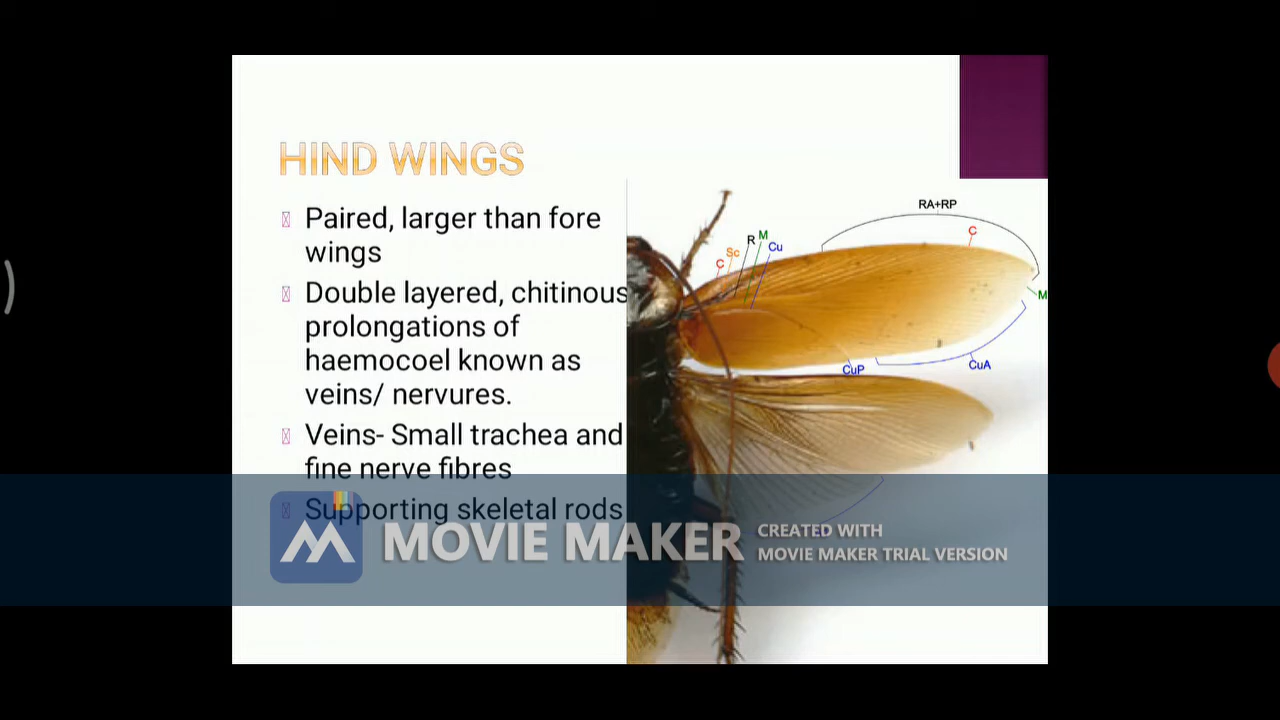 HIND WINGS
Paired, larger than fore
wings
Double layered, chitinous
prolongations of
haemocoel known as
veins/ nervures.
Veins- Small trachea and
fine nerve fibres
Supporting skeletal rods
RA+RP
C
R
M
Cu
Sc
C
M
CuP
CuA
MOVIE MAKER
CREATED WITH
MOVIE MAKER TRIAL VERSION